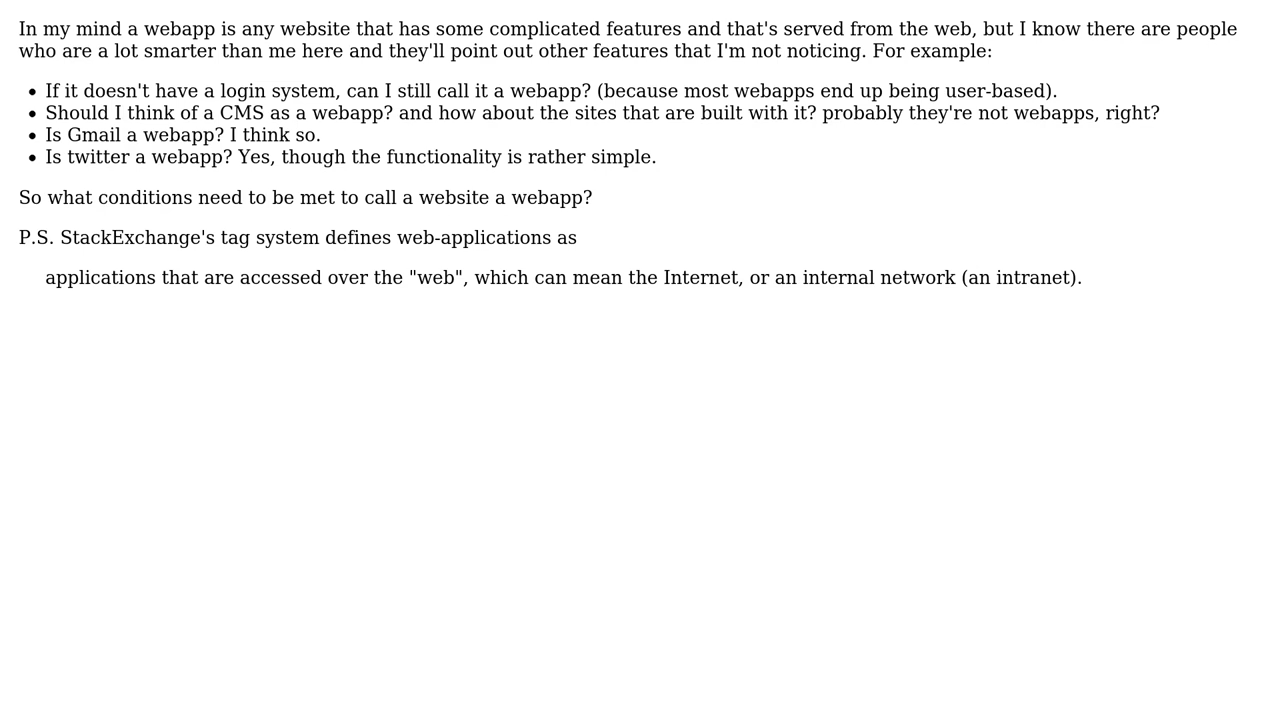 In my mind a webapp is any website that has some complicated features and that's served from the web, but I know there are people
who are a lot smarter than me here and they'll point out other features that I'm not noticing. For example:
• If it doesn't have a login system, can I still call it a webapp? (because most webapps end up being user-based).
• Should I think of a CMS as a webapp? and how about the sites that are built with it? probably they're not webapps, right?
• Is Gmail a webapp? I think so.
• Is twitter a webapp? Yes, though the functionality is rather simple.
So what conditions need to be met to call a website a webapp?
P.S. StackExchange's tag system defines web-applications as
applications that are accessed over the "web", which can mean the Internet, or an internal network (an intranet).